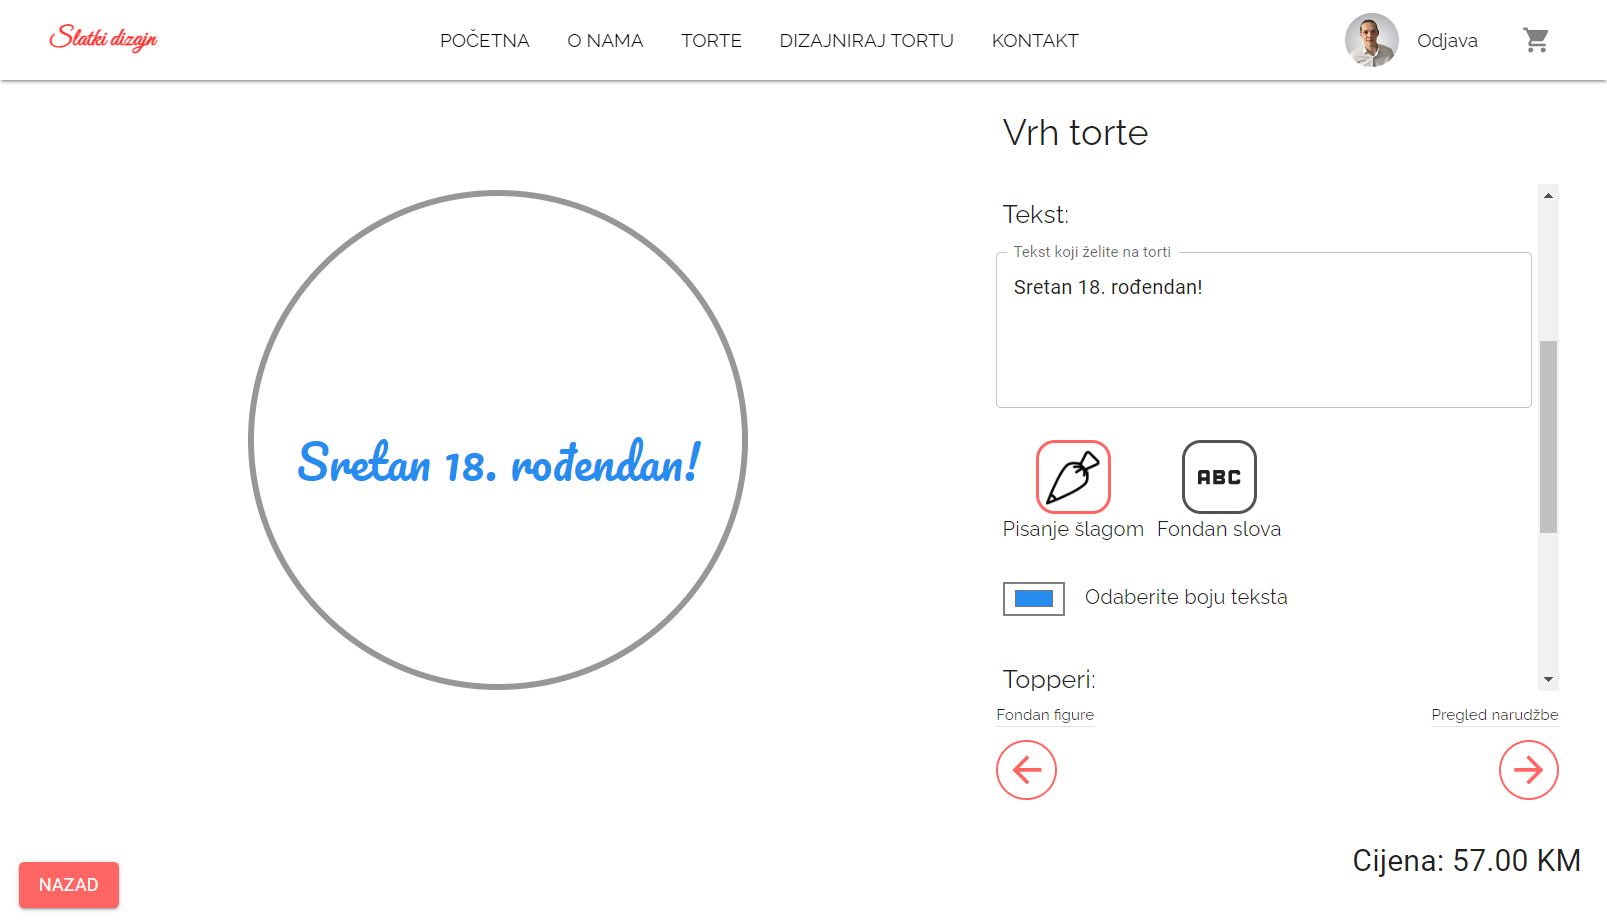 Slatki dizajn
POČETNA O NAMA TORTE DIZAJNIRAJ TORTU KONTAKT
Odjava
Vrh torte
Tekst:
Tekst koji želite na torti
Sretan 18. rođendan!
Sretan 18. rođendan!
ABC
Pisanje šlagom Fondan slova
Odaberite boju teksta
Topperi:
Fondan figure Pregled narudžbe
Cijena: 57.00 KM
NAZAD